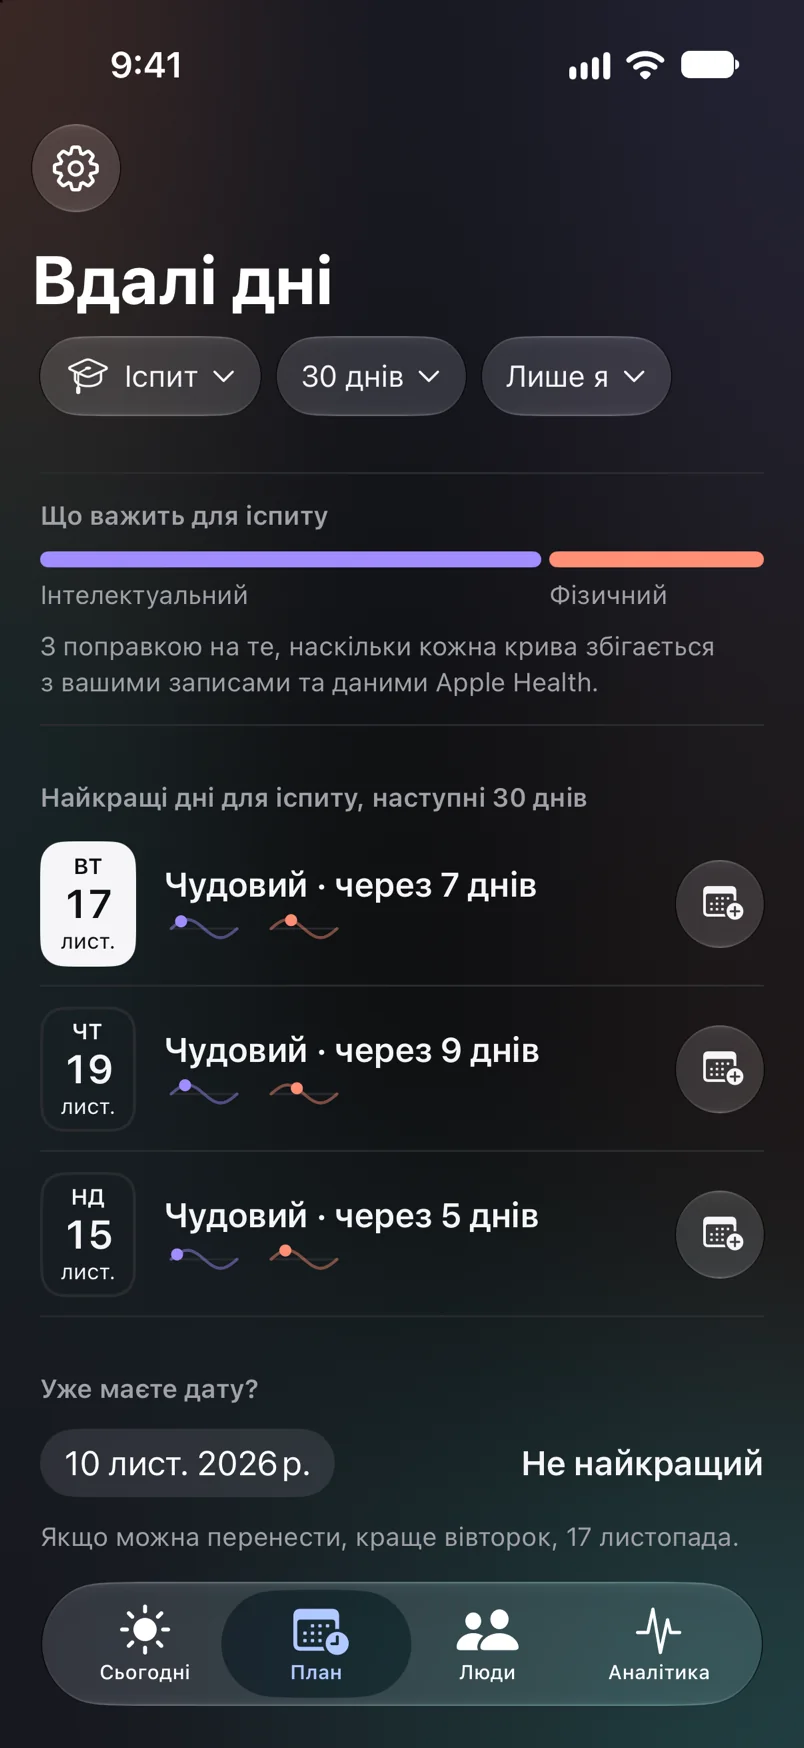 9:41
Вдалі дні
Іспит
30 днів
Лише я
Що важить для іспиту
Інтелектуальний
Фізичний
З поправкою на те, наскільки кожна крива збігається
з вашими записами та даними Apple Health.
Найкращі дні для іспиту, наступні 30 днів
ВТ
17
лист.
Чудовий · через 7 днів
ЧТ
19
лист.
Чудовий · через 9 днів
НД
15
лист.
Чудовий · через 5 днів
Уже маєте дату?
10 лист. 2026 р.
Не найкращий
Якщо можна перенести, краще вівторок, 17 листопада.
Сьогодні
План
Люди
Аналітика